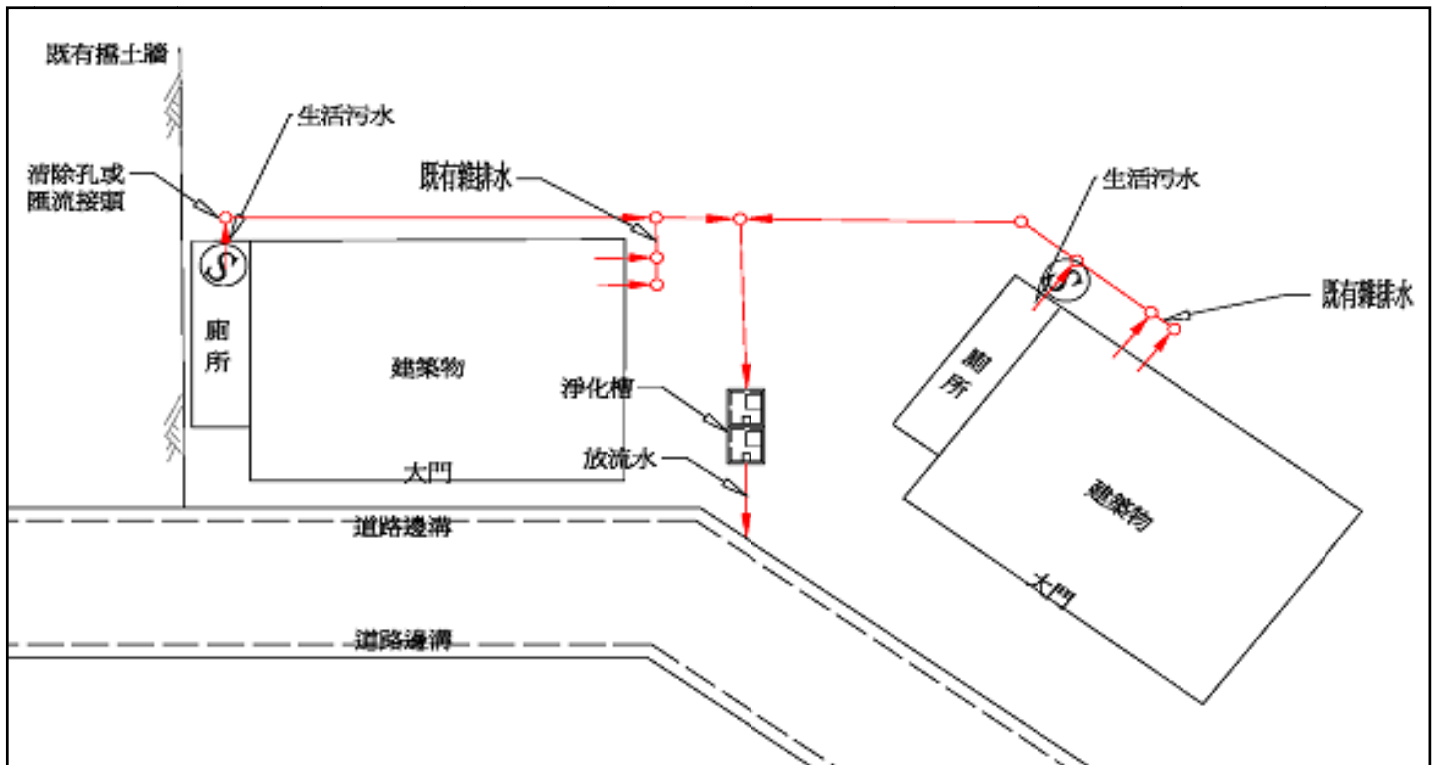 既有擋土牆
生活污水
清除孔或
匯流接頭
既有雜排水
生活污水
S
S
既有雜排水
廁
所
建築物
廁
所
淨化槽
放流水
大門
建築物
道路邊溝
大門
道路邊溝